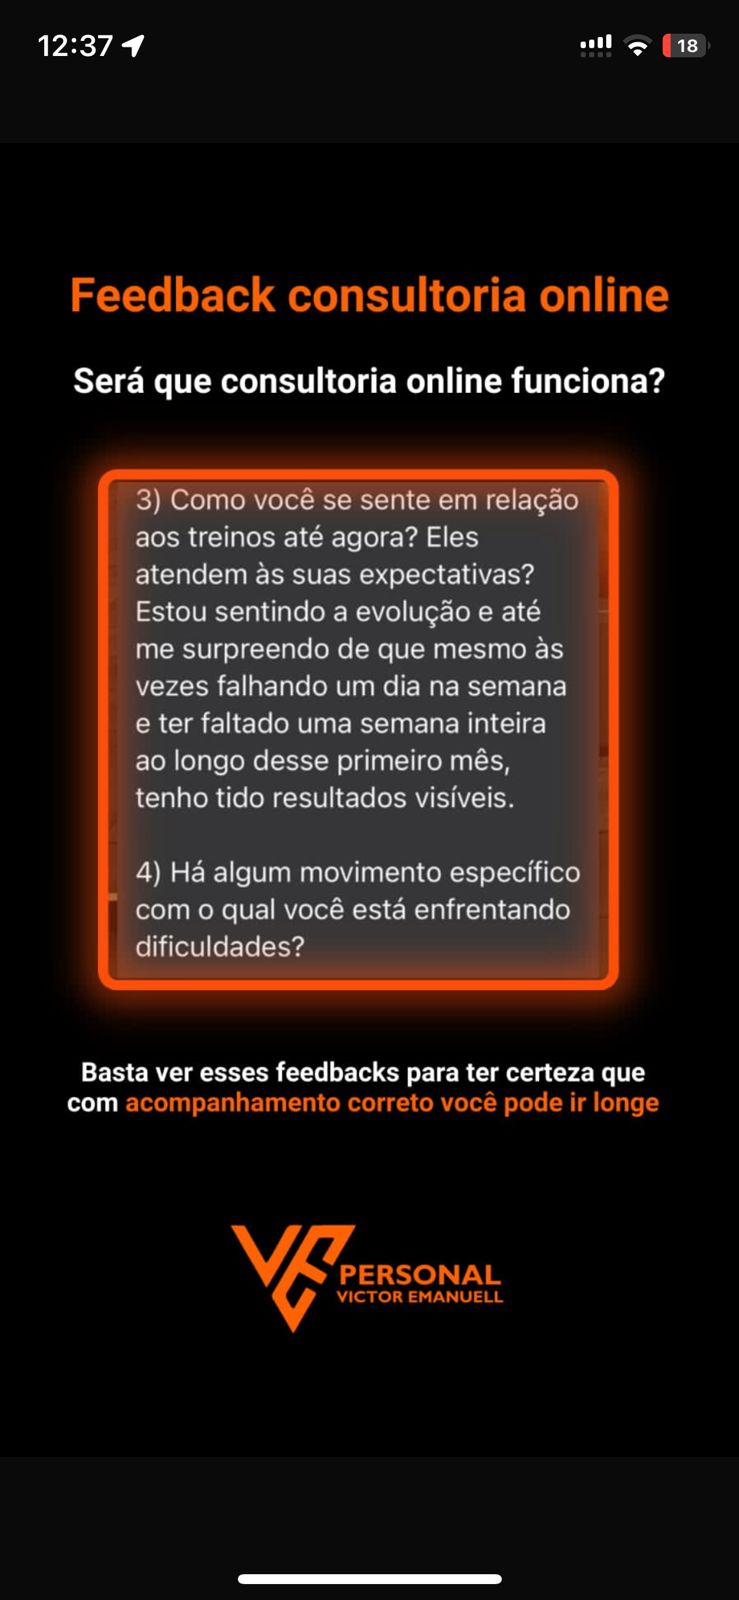 12:37
18
Feedback consultoria online
Será que consultoria online funciona?
3) Como você se sente em relação
aos treinos até agora? Eles
atendem às suas expectativas?
Estou sentindo a evolução e até
me surpreendo de que mesmo às
vezes falhando um dia na semana
e ter faltado uma semana inteira
ao longo desse primeiro mês,
tenho tido resultados visíveis.
4) Há algum movimento específico
com o qual você está enfrentando
dificuldades?
Basta ver esses feedbacks para ter certeza que
com acompanhamento correto você pode ir longe
VE
PERSONAL
VICTOR EMANUELL